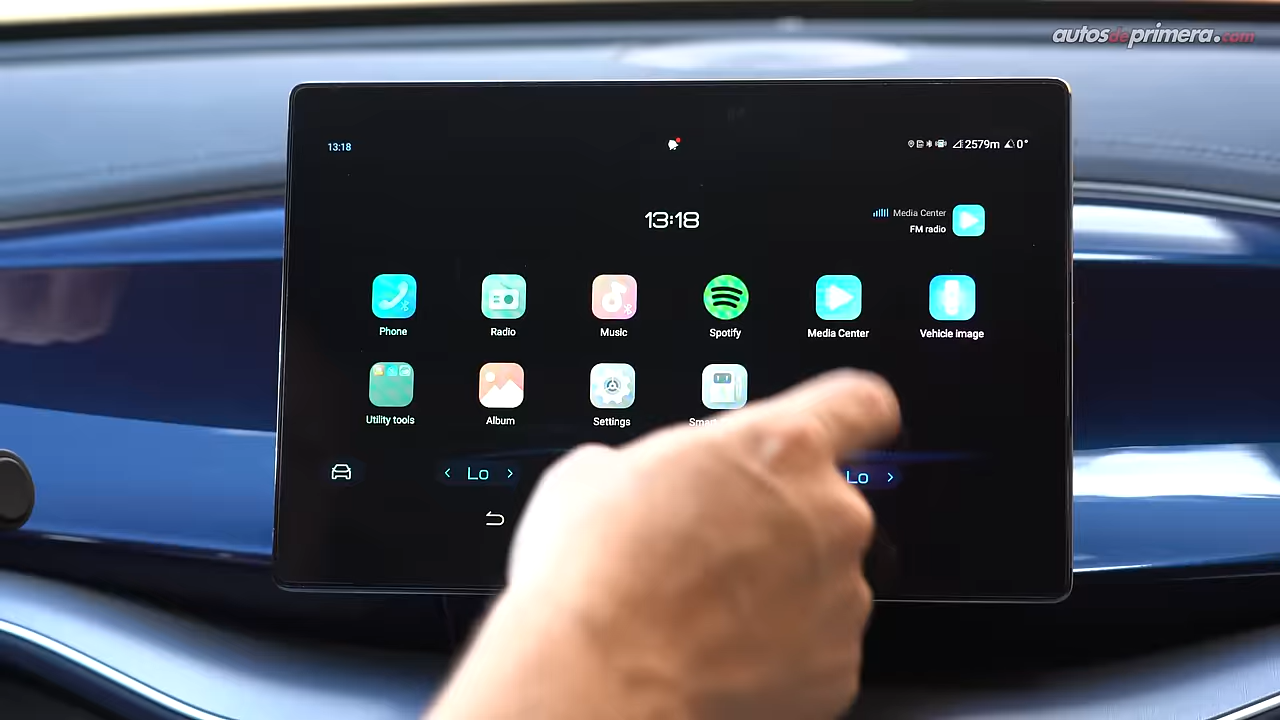 autosdeprimera.com
13:18
2579m 0°
13:18
Media Center
FM radio
Phone
Radio
Music
Spotify
Media Center
Vehicle image
Utility tools
Album
Settings
< Lo >
Lo >